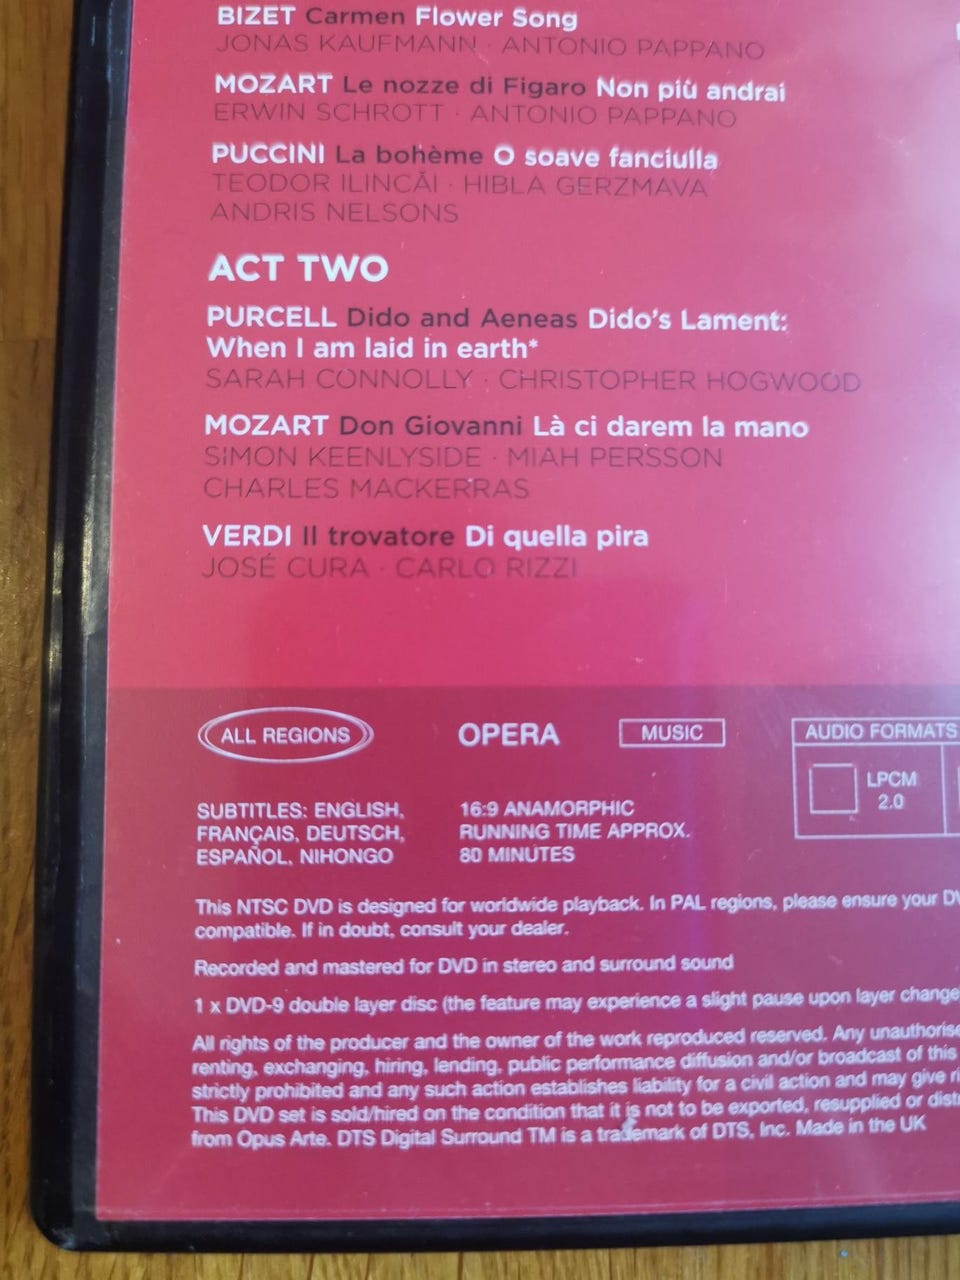 BIZET Carmen Flower Song
JONAS KAUFMANN · ANTONIO PAPPANO
MOZART Le nozze di Figaro Non più andrai
ERWIN SCHROTT · ANTONIO PAPPANO
PUCCINI La bohème O soave fanciulla
TEODOR ILINCĂI · HIBLA GERZMAVA
ANDRIS NELSONS
ACT TWO
PURCELL Dido and Aeneas Dido's Lament:
When I am laid in earth*
SARAH CONNOLLY · CHRISTOPHER HOGWOOD
MOZART Don Giovanni Là ci darem la mano
SIMON KEENLYSIDE · MIAH PERSSON
CHARLES MACKERRAS
VERDI Il trovatore Di quella pira
JOSÉ CURA · CARLO RIZZI
ALL REGIONS
OPERA
MUSIC
AUDIO FORMATS
LPCM
2.0
SUBTITLES: ENGLISH,
FRANÇAIS, DEUTSCH,
ESPAÑOL, NIHONGO
16:9 ANAMORPHIC
RUNNING TIME APPROX.
80 MINUTES
This NTSC DVD is designed for worldwide playback. In PAL regions, please ensure your
compatible. If in doubt, consult your dealer.
Recorded and mastered for DVD in stereo and surround sound
1 x DVD-9 double layer disc (the feature may experience a slight pause upon layer change
All rights of the producer and the owner of the work reproduced reserved. Any
renting, exchanging, hiring, lending, public performance diffusion and/or broadcast of this
strictly prohibited and any such action establishes liability for a civil action and may give
This DVD set is sold/hired on the condition that it is not to be exported, resupplied or
from Opus Arte. DTS Digital Surround TM is a trademark of DTS, Inc. Made in the UK